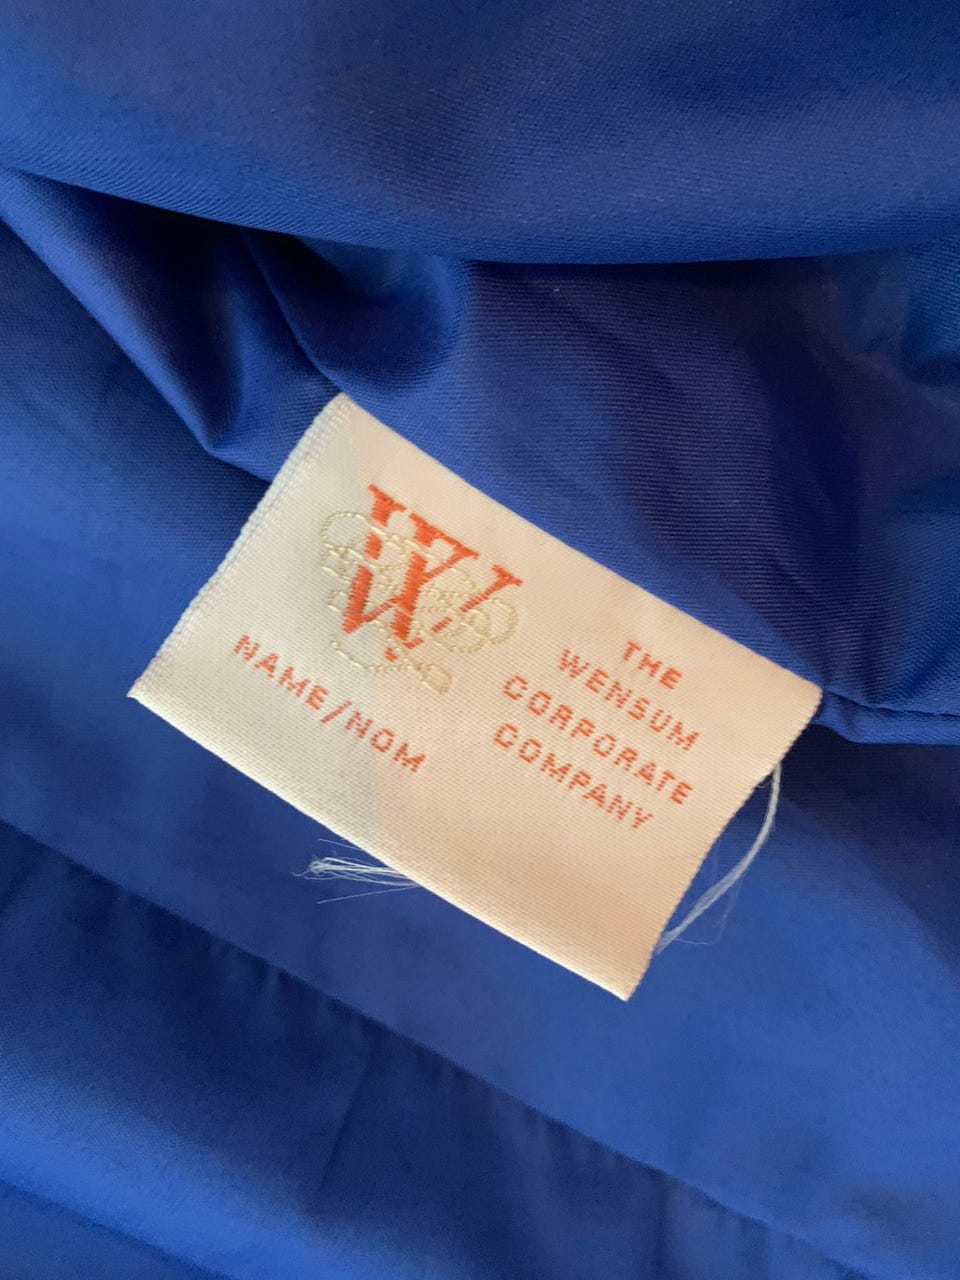 W
THE
WENSUM
CORPORATE
COMPANY
NAME/NOM